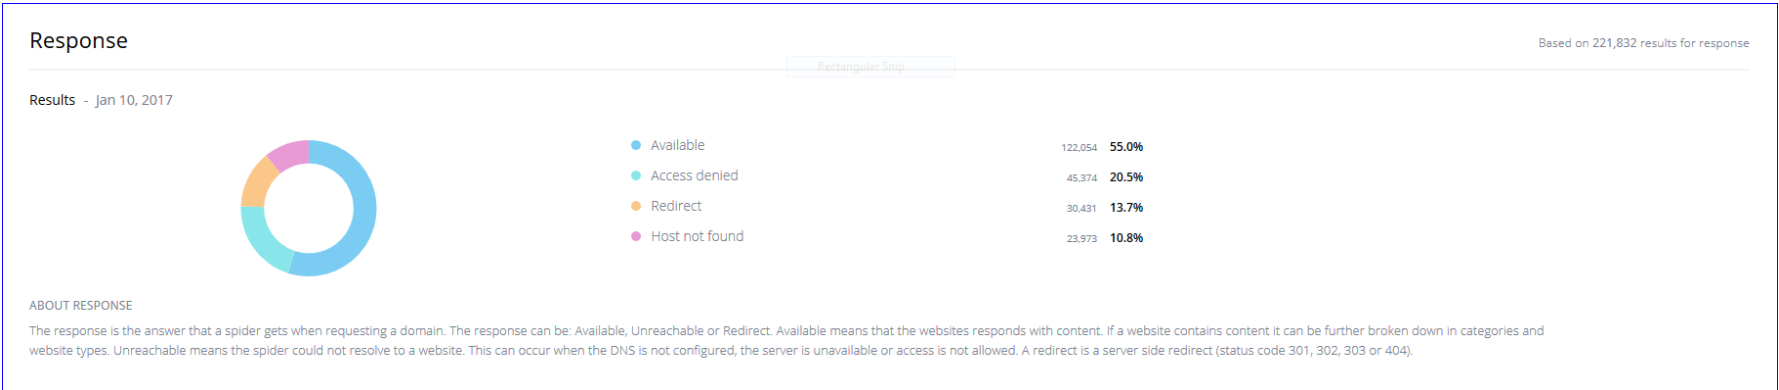 Response
Based on 221,832 results for response
Rectangular Snip
Results - Jan 10, 2017
Available 122,054 55.0%
Access denied 45,374 20.5%
Redirect 30,431 13.7%
Host not found 23,973 10.8%
ABOUT RESPONSE
The response is the answer that a spider gets when requesting a domain. The response can be: Available, Unreachable or Redirect. Available means that the websites responds with content. If a website contains content it can be further broken down in categories and
website types. Unreachable means the spider could not resolve to a website. This can occur when the DNS is not configured, the server is unavailable or access is not allowed. A redirect is a server side redirect (status code 301, 302, 303 or 404).